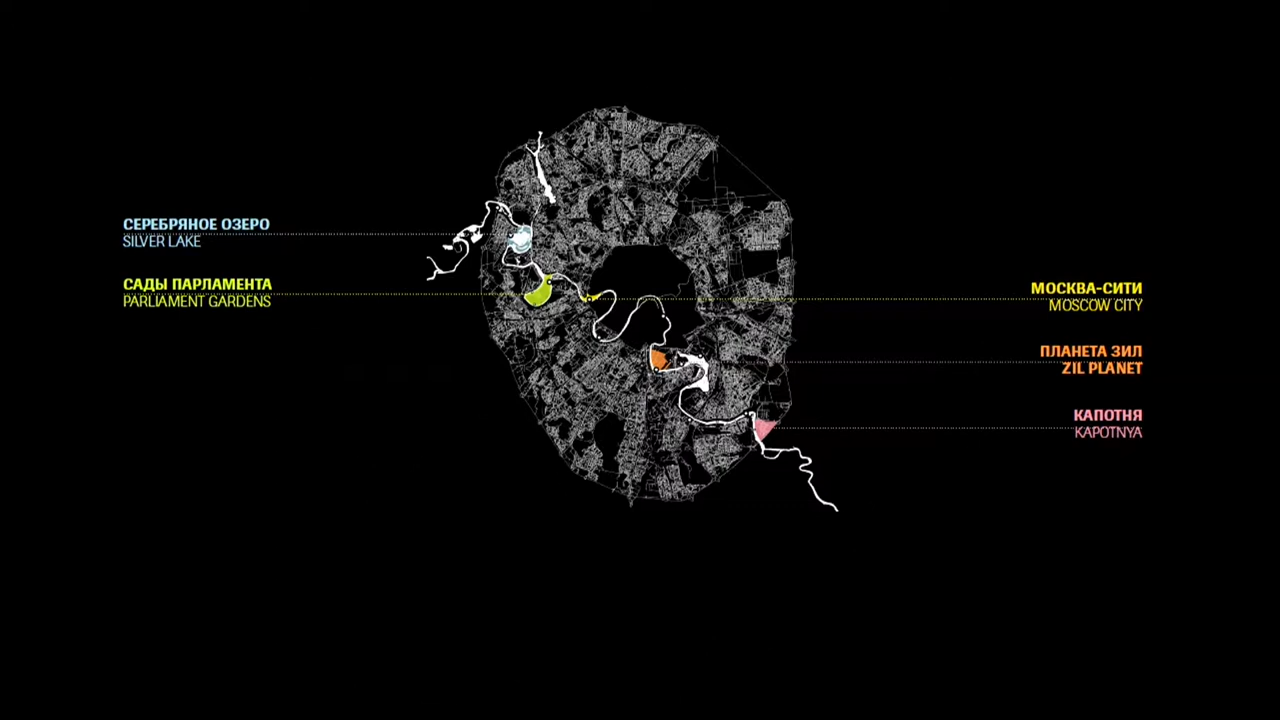 СЕРЕБРЯНОЕ ОЗЕРО
SILVER LAKE
САДЫ ПАРЛАМЕНТА
PARLIAMENT GARDENS
МОСКВА-СИТИ
MOSCOW CITY
ПЛАНЕТА ЗИЛ
ZIL PLANET
КАПОТНЯ
KAPOTNYA